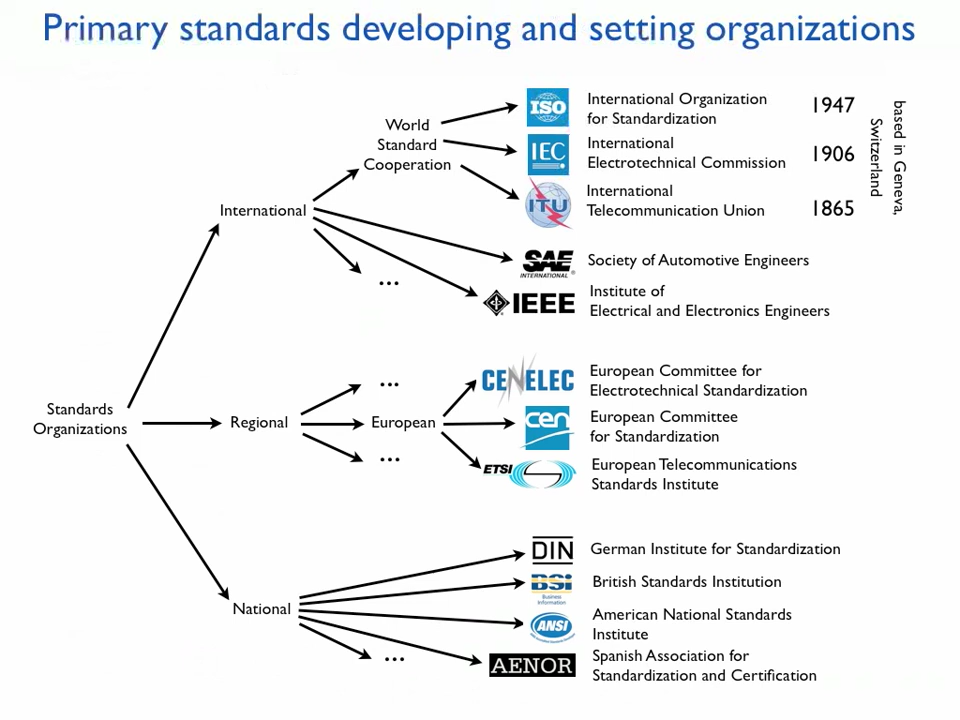 Primary standards developing and setting organizations
World
Standard
Cooperation
ISO
International Organization
for Standardization
1947
IEC
International
Electrotechnical Commission
1906
ITU
International
Telecommunication Union
1865
based in Geneva,
Switzerland
International
...
SAE
INTERNATIONAL
Society of Automotive Engineers
IEEE
Institute of
Electrical and Electronics Engineers
Standards
Organizations
Regional
...
European
...
CENELEC
European Committee for
Electrotechnical Standardization
cen
European Committee
for Standardization
ETSI
European Telecommunications
Standards Institute
National
...
DIN
German Institute for Standardization
BSi
Business
Information
British Standards Institution
ANSI
American National Standards
Institute
AENOR
Spanish Association for
Standardization and Certification